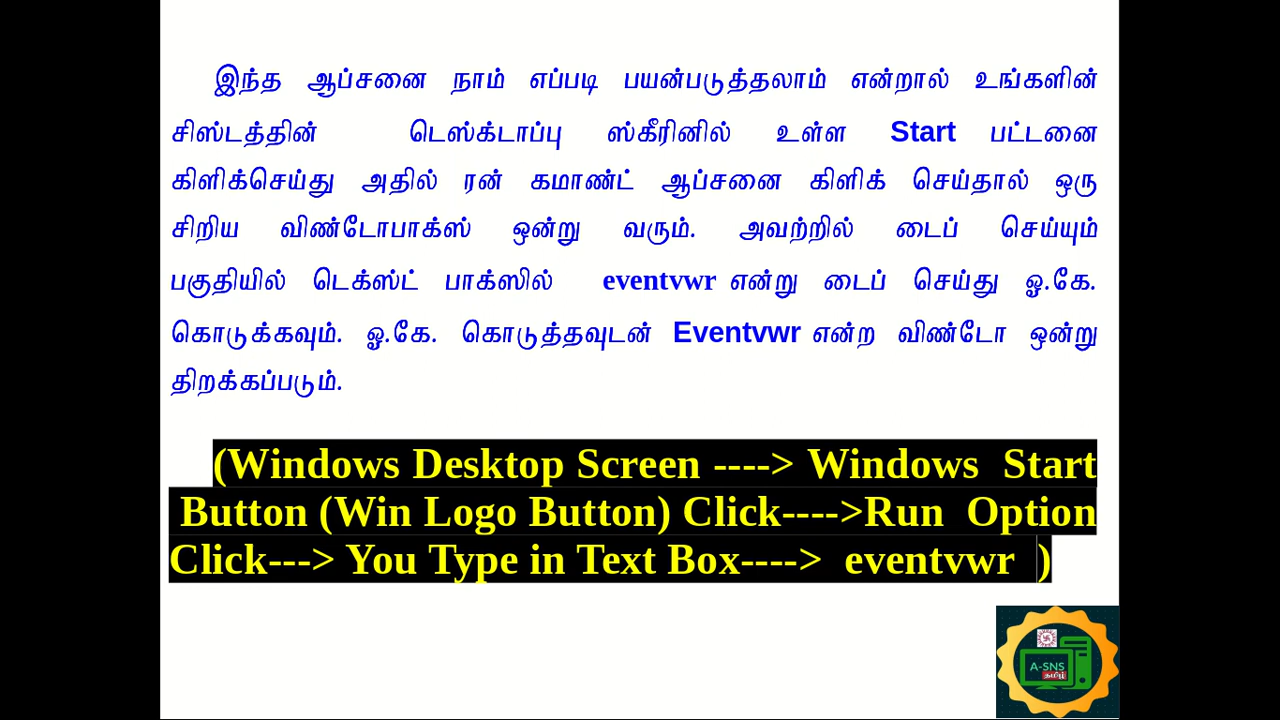 இந்த ஆப்சனை நாம் எப்படி பயன்படுத்தலாம் என்றால் உங்களின்
சிஸ்டத்தின் டெஸ்க்டாப்பு ஸ்கீரினில் உள்ள Start பட்டனை
கிளிக்செய்து அதில் ரன் கமாண்ட் ஆப்சனை கிளிக் செய்தால் ஒரு
சிறிய விண்டோபாக்ஸ் ஒன்று வரும். அவற்றில் டைப் செய்யும்
பகுதியில் டெக்ஸ்ட் பாக்ஸில் eventvwr என்று டைப் செய்து ஓ.கே.
கொடுக்கவும். ஓ.கே. கொடுத்தவுடன் Eventvwr என்ற விண்டோ ஒன்று
திறக்கப்படும்.
(Windows Desktop Screen ----> Windows Start
Button (Win Logo Button) Click---->Run Option
Click---> You Type in Text Box----> eventvwr )
A-SNS
தமிழ்